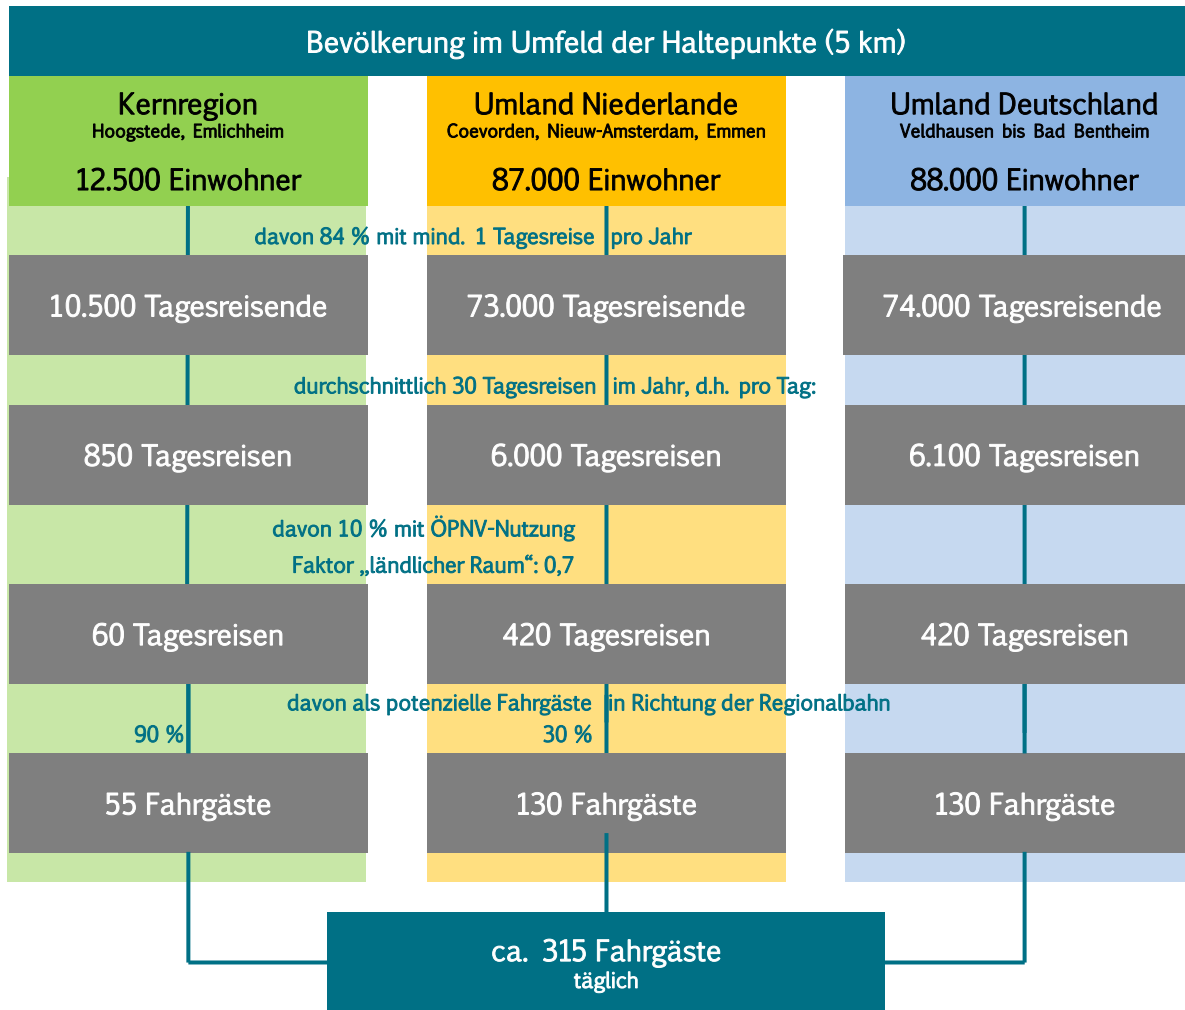 Bevölkerung im Umfeld der Haltepunkte (5 km)
Kernregion
Hoogstede, Emlichheim
12.500 Einwohner
Umland Niederlande
Coevorden, Nieuw-Amsterdam, Emmen
87.000 Einwohner
Umland Deutschland
Veldhausen bis Bad Bentheim
88.000 Einwohner
davon 84 % mit mind. 1 Tagesreise pro Jahr
10.500 Tagesreisende
73.000 Tagesreisende
74.000 Tagesreisende
durchschnittlich 30 Tagesreisen im Jahr, d.h. pro Tag:
850 Tagesreisen
6.000 Tagesreisen
6.100 Tagesreisen
davon 10 % mit ÖPNV-Nutzung
Faktor „ländlicher Raum“: 0,7
60 Tagesreisen
420 Tagesreisen
420 Tagesreisen
davon als potenzielle Fahrgäste in Richtung der Regionalbahn
90 %
30 %
55 Fahrgäste
130 Fahrgäste
130 Fahrgäste
ca. 315 Fahrgäste
täglich